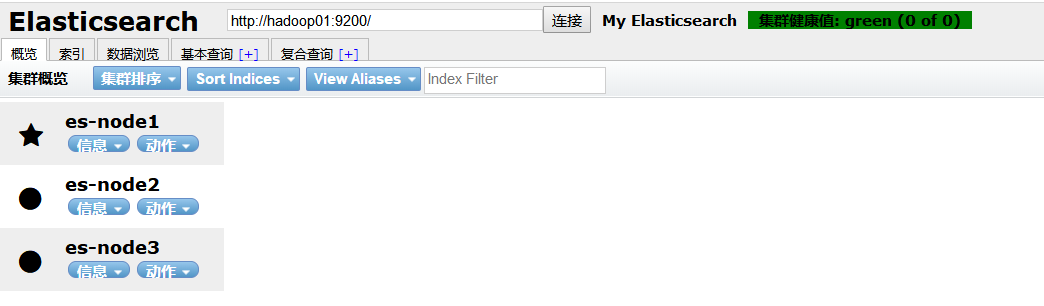 Elasticsearch http://hadoop01:9200/ 连接 My Elasticsearch 集群健康值: green (0 of 0)
概览 索引 数据浏览 基本查询 [+] 复合查询 [+]
集群概览 集群排序 Sort Indices View Aliases Index Filter
es-node1
信息 动作
es-node2
信息 动作
es-node3
信息 动作